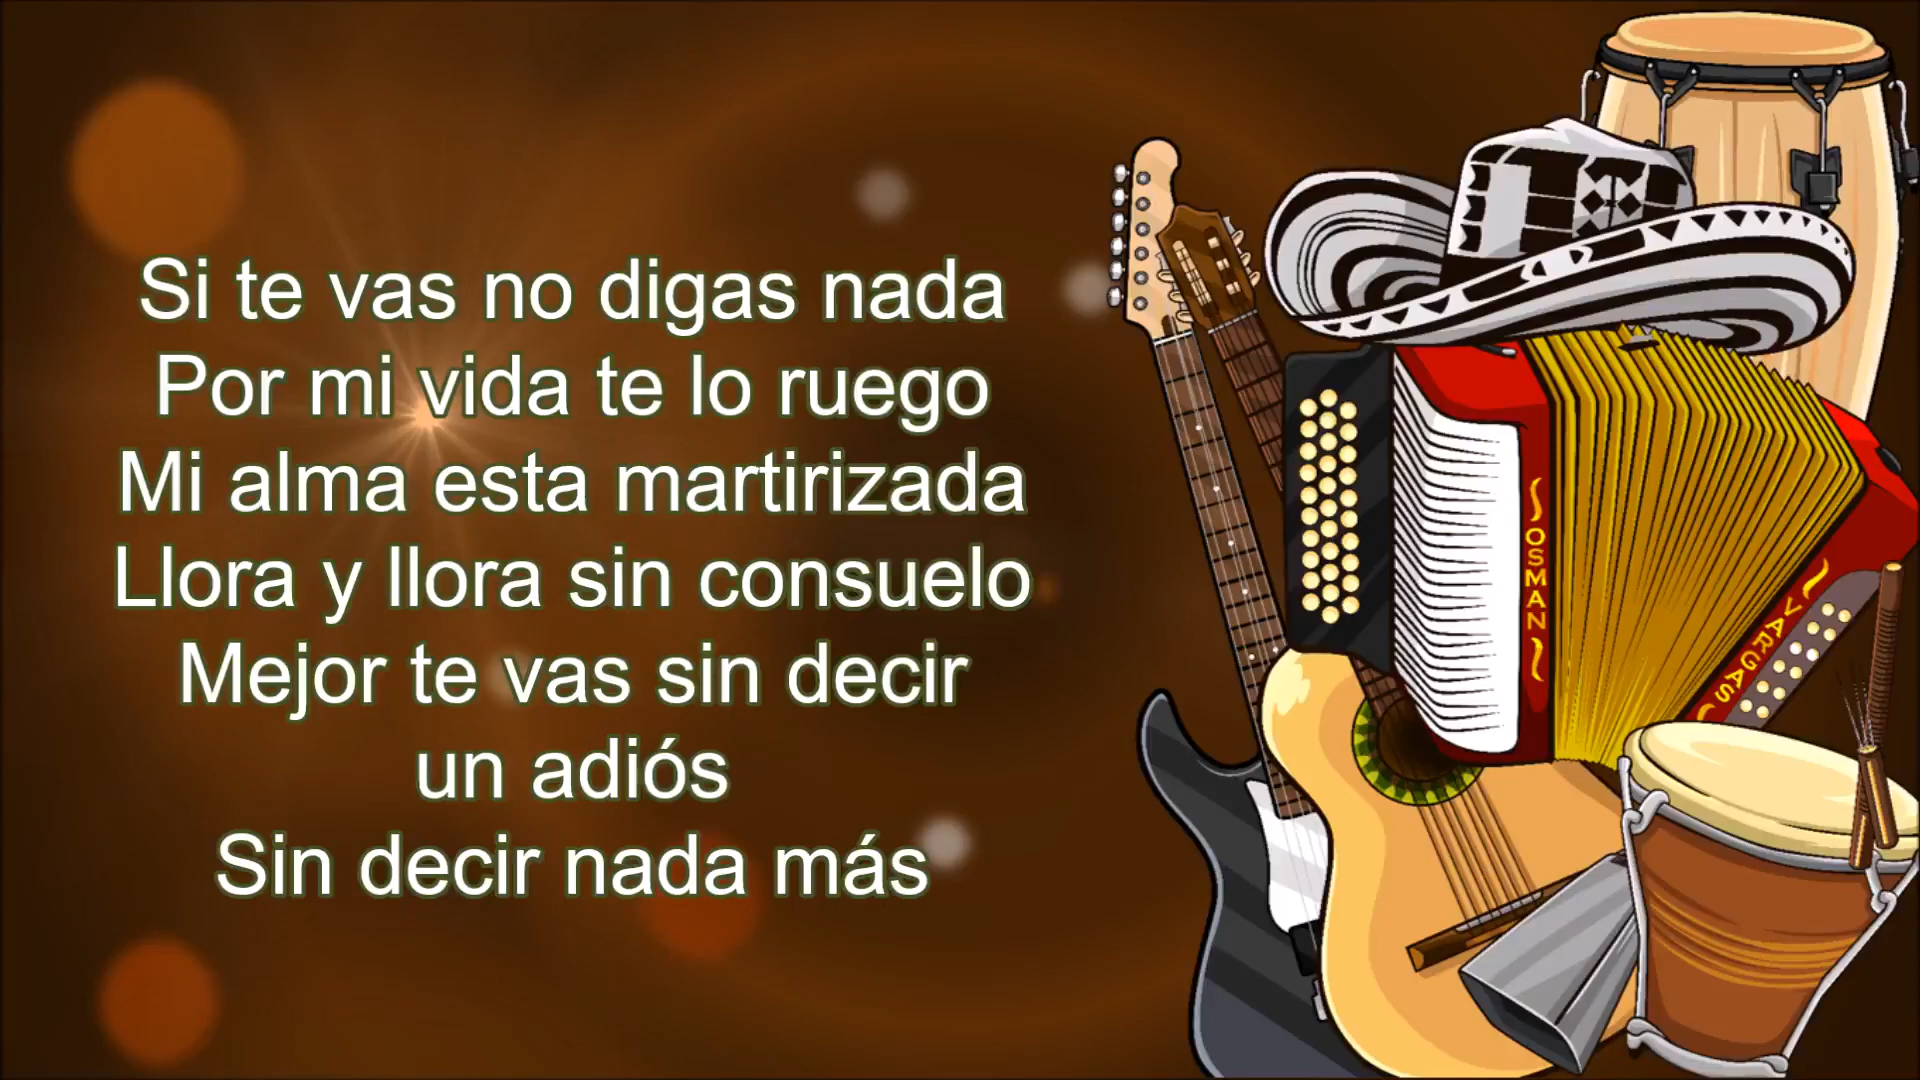 Si te vas no digas nada
Por mi vida te lo ruego
Mi alma esta martirizada
Llora y llora sin consuelo
Mejor te vas sin decir
un adiós
Sin decir nada más
OSMAN
VARGAS